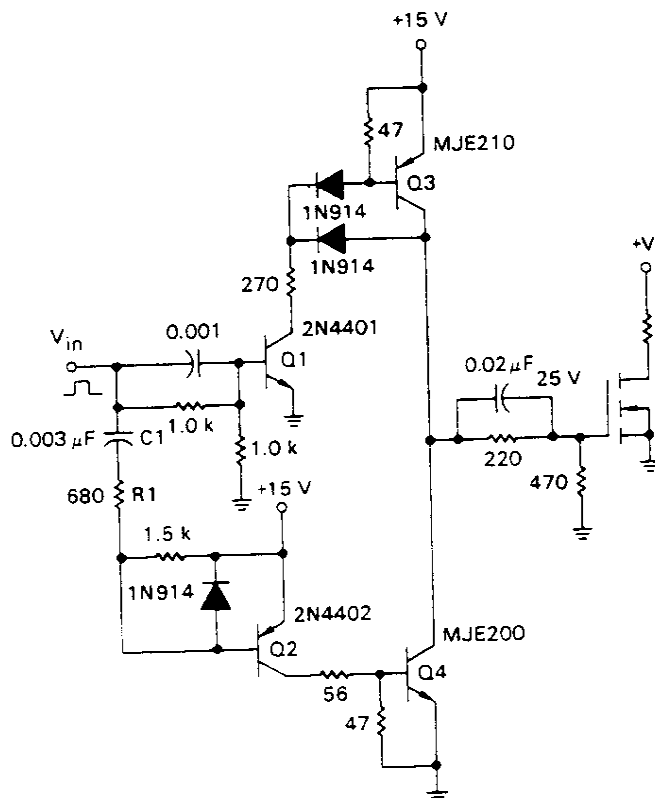 +15 V
47
MJE210
Q3
1N914
1N914
+V
270
2N4401
0.001
Vin
Q1
0.02 µF
25 V
0.003 µF
C1
1.0 k
1.0 k
220
470
680
R1
+15 V
1.5 k
1N914
2N4402
MJE200
Q2
Q4
56
47